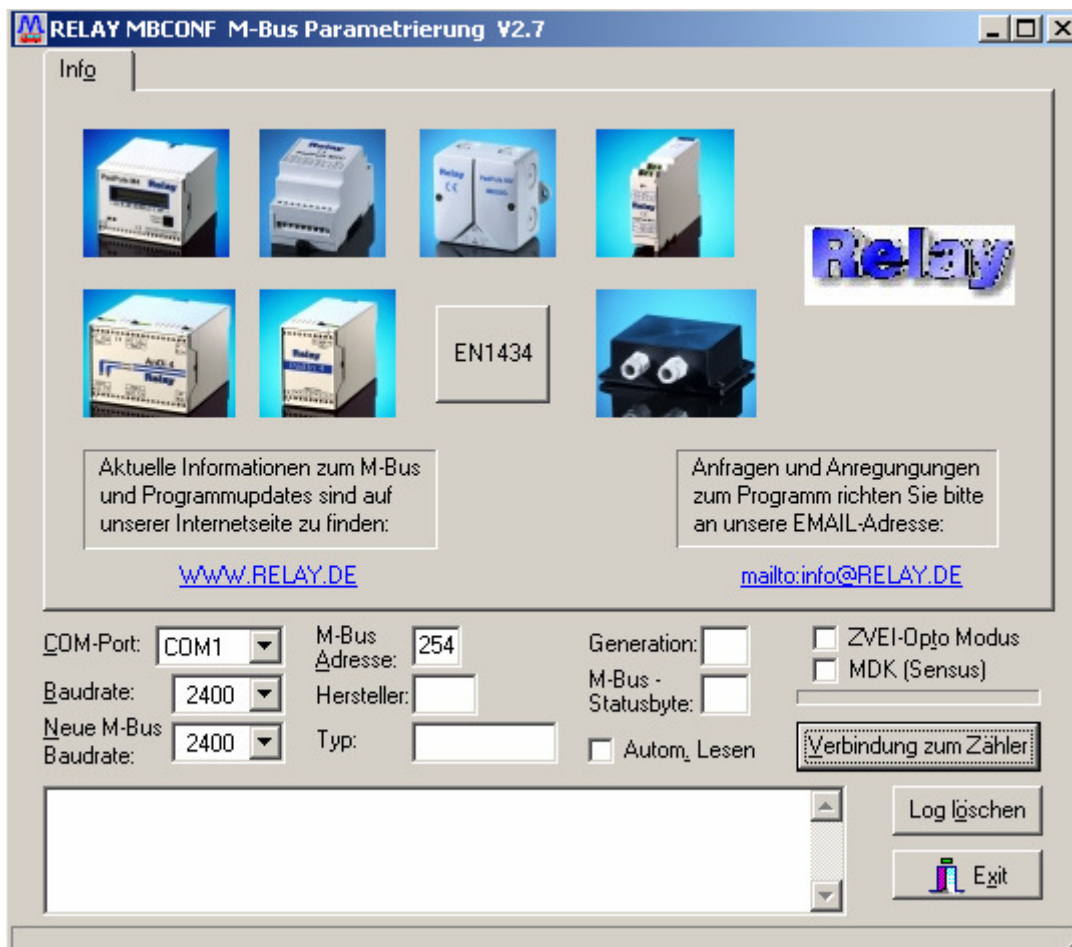 RELAY MBCONF M-Bus Parametrierung V2.7
Info
Relay
EN1434
Relay
Relay
Aktuelle Informationen zum M-Bus
und Programmupdates sind auf
unserer Internetseite zu finden:
Anfragen und Anregungungen
zum Programm richten Sie bitte
an unsere EMAIL-Adresse:
WWW.RELAY.DE
mailto:info@RELAY.DE
COM-Port: COM1
M-Bus
Adresse: 254
Generation:
ZVEI-Opto Modus
MDK (Sensus)
Baudrate: 2400
Hersteller:
M-Bus -
Statusbyte:
Neue M-Bus
Baudrate: 2400
Typ:
Autom. Lesen
Verbindung zum Zähler
Log löschen
Exit